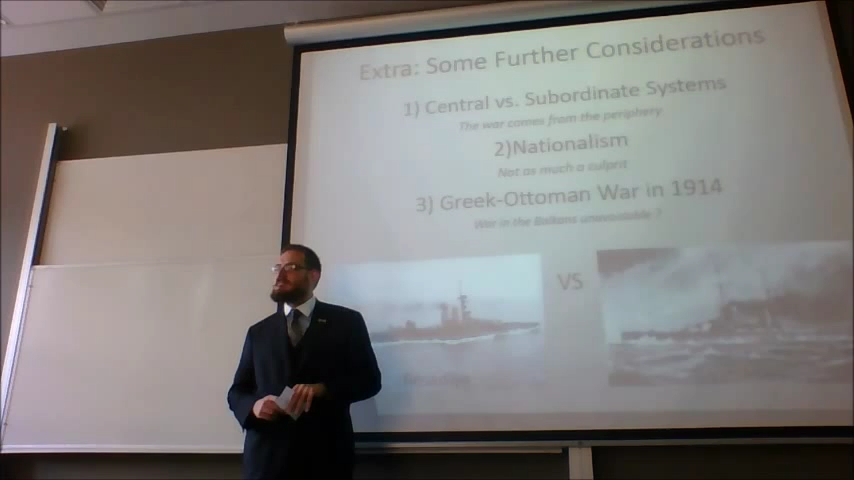 Extra: Some Further Considerations
1) Central vs. Subordinate Systems
The war comes from the periphery
2)Nationalism
Not as much a culprit
3) Greek-Ottoman War in 1914
War in the Balkans unavoidable ?
VS